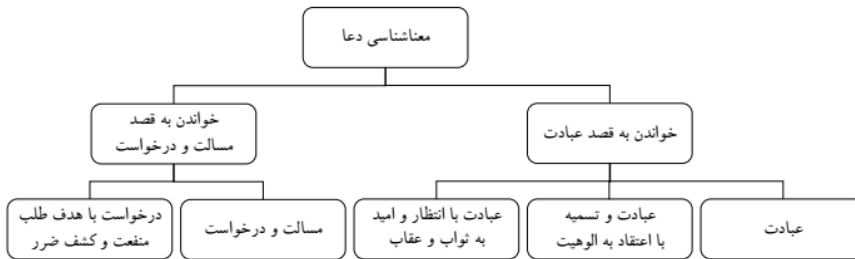 معناشناسی دعا
خواندن به قصد عبادت
خواندن به قصد
مسالت و درخواست
عبادت
عبادت و تسمیه
با اعتقاد به الوهیت
عبادت با انتظار و امید
به ثواب و عقاب
مسالت و درخواست
درخواست با هدف طلب
منفعت و کشف ضرر